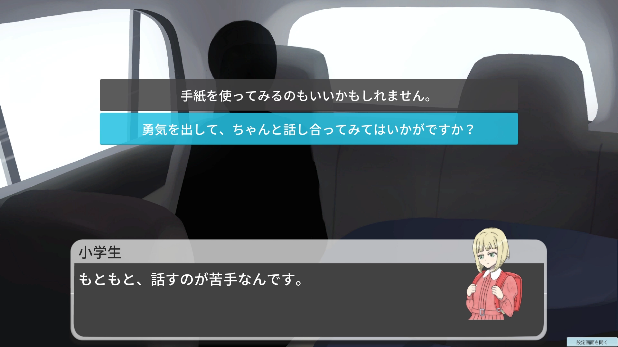 手紙を使ってみるのもいいかもしれません。
勇気を出して、ちゃんと話し合ってみてはいかがですか？
小学生
もともと、話すのが苦手なんです。